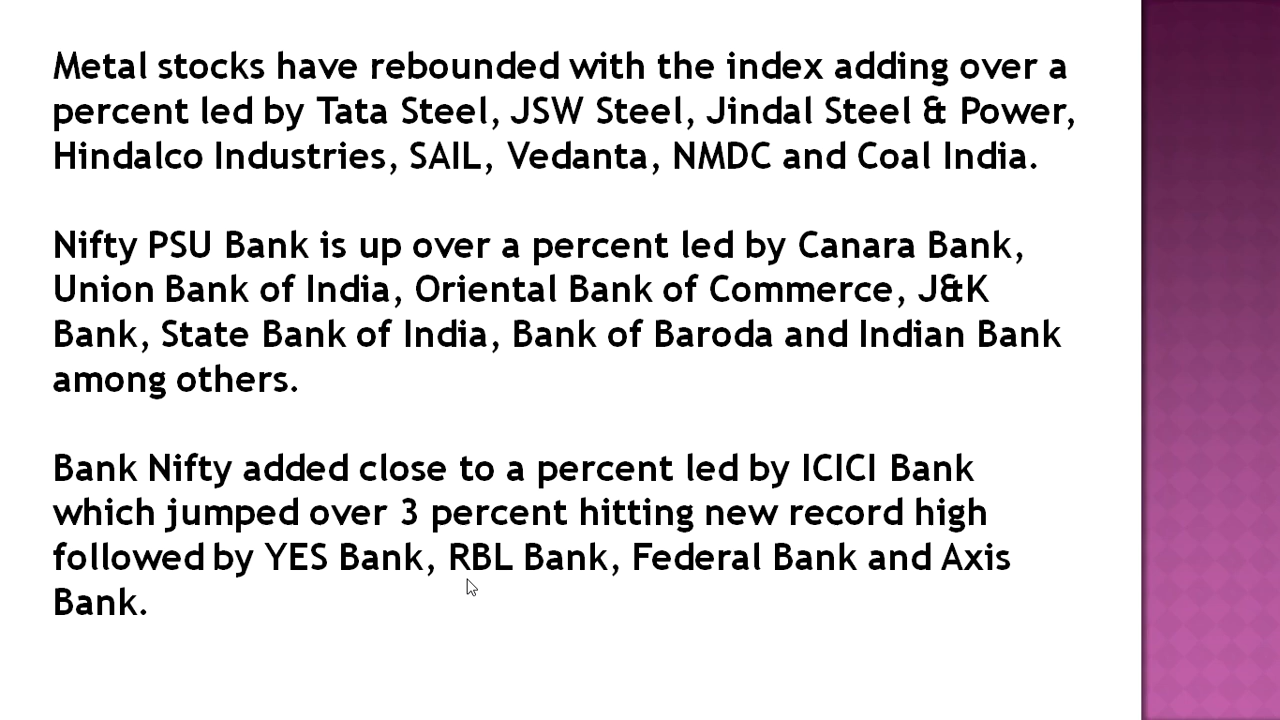 Metal stocks have rebounded with the index adding over a
percent led by Tata Steel, JSW Steel, Jindal Steel & Power,
Hindalco Industries, SAIL, Vedanta, NMDC and Coal India.
Nifty PSU Bank is up over a percent led by Canara Bank,
Union Bank of India, Oriental Bank of Commerce, J&K
Bank, State Bank of India, Bank of Baroda and Indian Bank
among others.
Bank Nifty added close to a percent led by ICICI Bank
which jumped over 3 percent hitting new record high
followed by YES Bank, RBL Bank, Federal Bank and Axis
Bank.